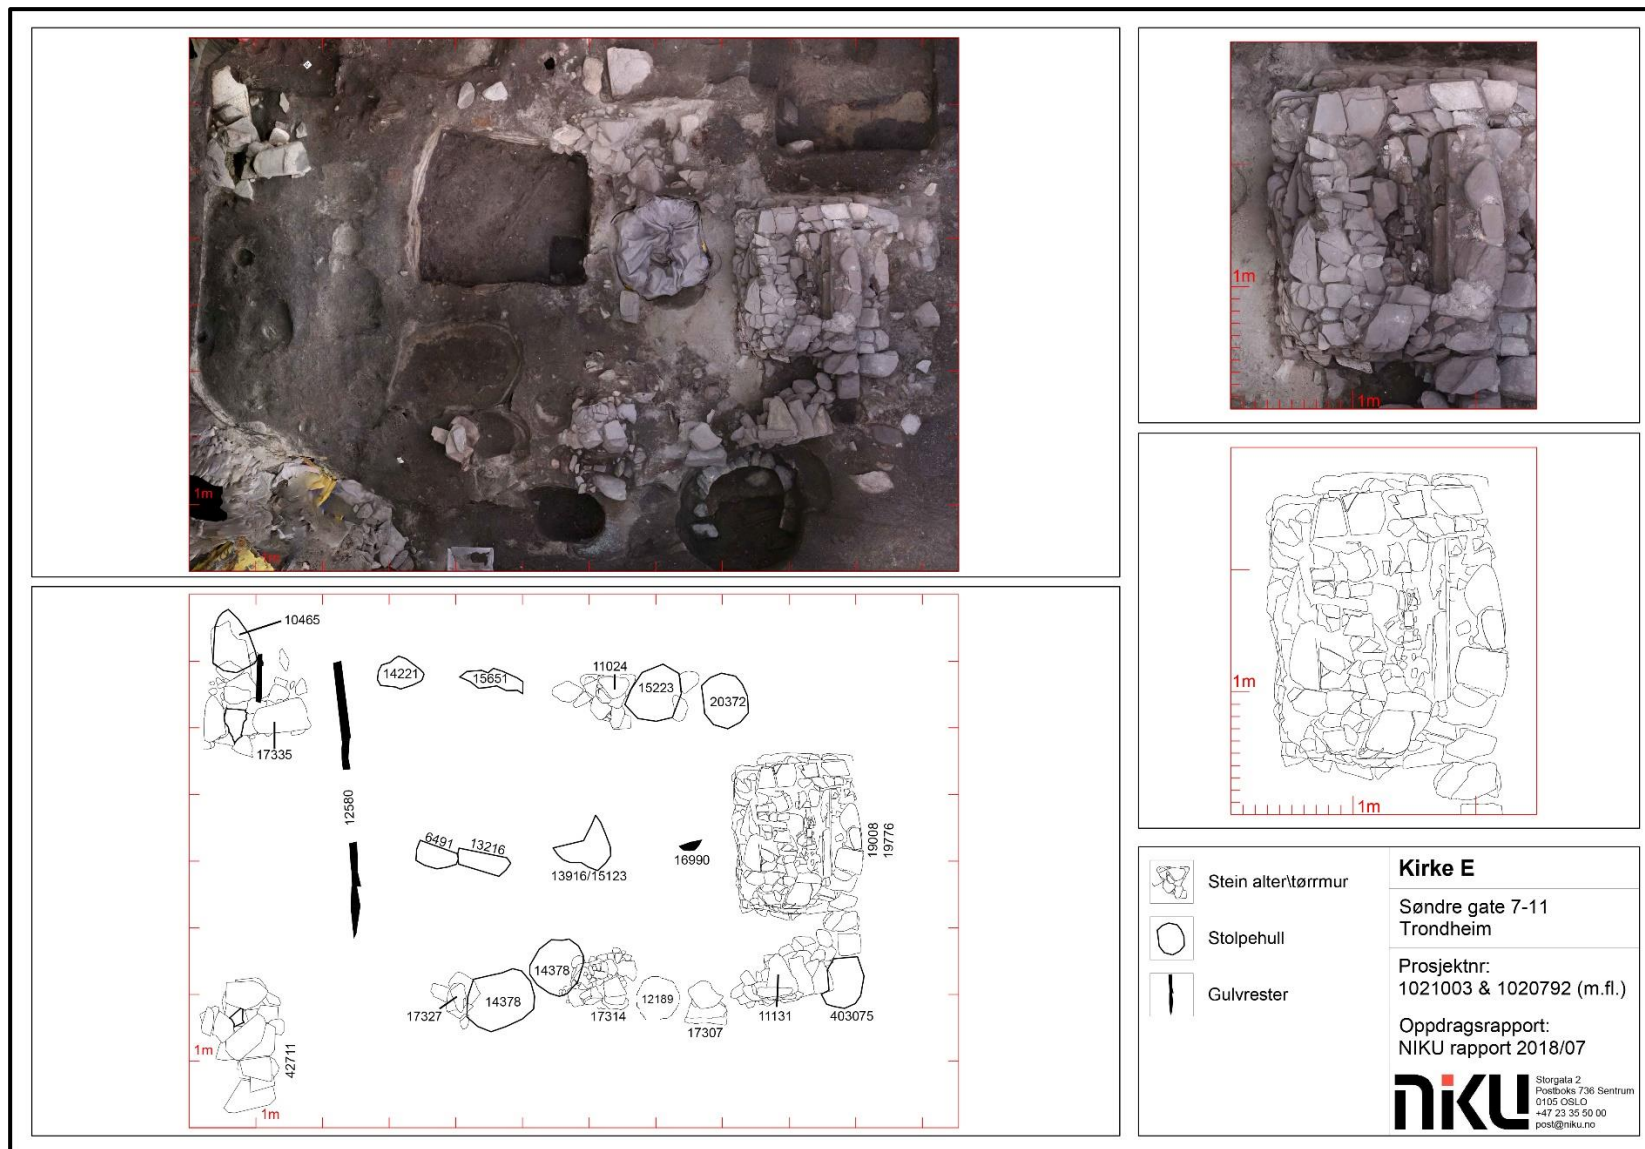 1m
1m
1m
10465
14221
15651
11024
15223
20372
17335
12580
6491
13216
13916/15123
16990
19008
19776
14378
14378
17327
17314
12189
17307
11131
403075
42711
1m
1m
1m
1m
Stein alter\tørrmur
Stolpehull
Gulvrester
Kirke E
Søndre gate 7-11
Trondheim
Prosjektnr:
1021003 & 1020792 (m.fl.)
Oppdragsrapport:
NIKU rapport 2018/07
niku
Storgata 2
Postboks 736 Sentrum
0105 OSLO
+47 23 35 50 00
post@niku.no